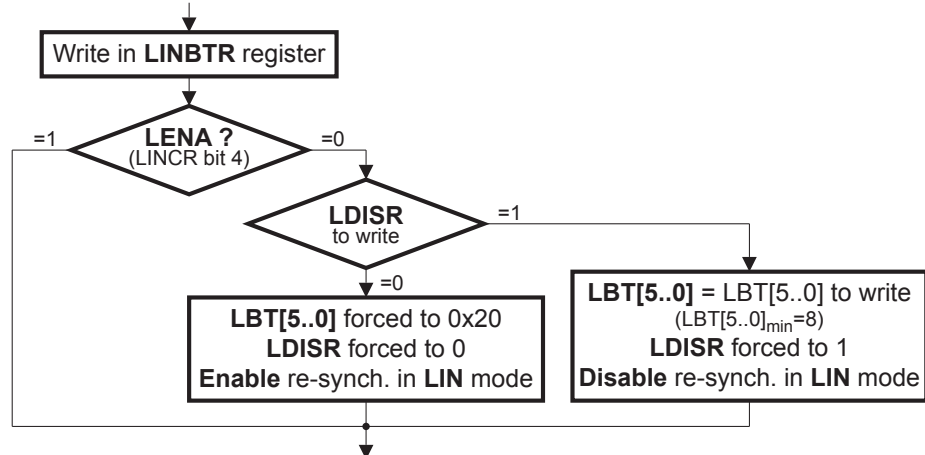 Write in LINBTR register
LENA ?
(LINCR bit 4)
=1
=0
LDISR
to write
=1
=0
LBT[5..0] forced to 0x20
LDISR forced to 0
Enable re-synch. in LIN mode
LBT[5..0] = LBT[5..0] to write
(LBT[5..0]min=8)
LDISR forced to 1
Disable re-synch. in LIN mode